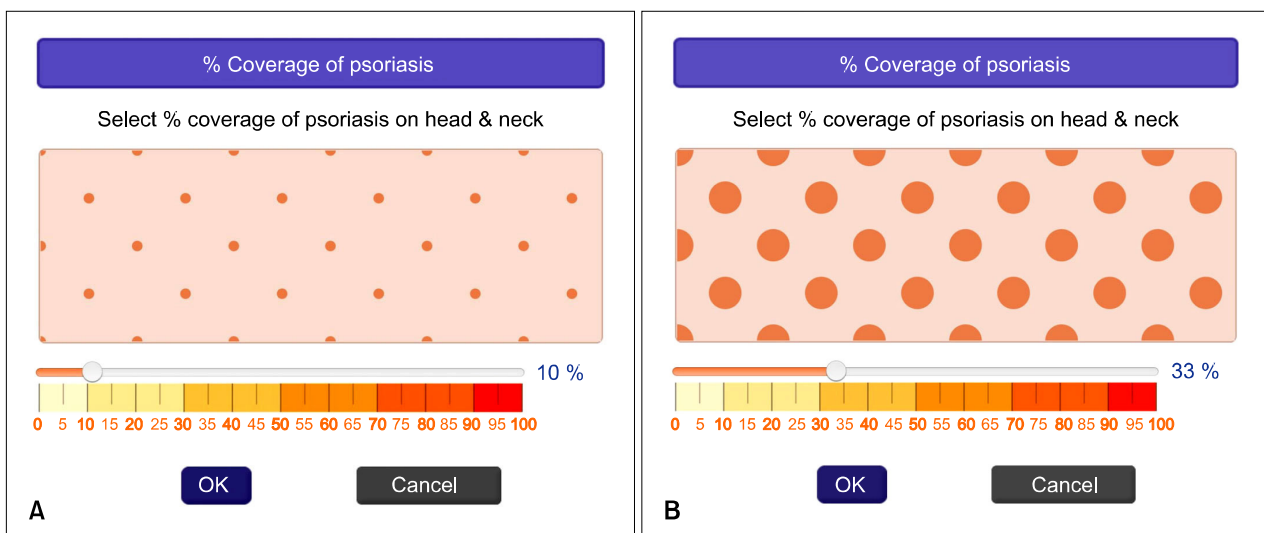 % Coverage of psoriasis
Select % coverage of psoriasis on head & neck
10 %
0 5 10 15 20 25 30 35 40 45 50 55 60 65 70 75 80 85 90 95 100
OK Cancel
A
% Coverage of psoriasis
Select % coverage of psoriasis on head & neck
33 %
0 5 10 15 20 25 30 35 40 45 50 55 60 65 70 75 80 85 90 95 100
OK Cancel
B